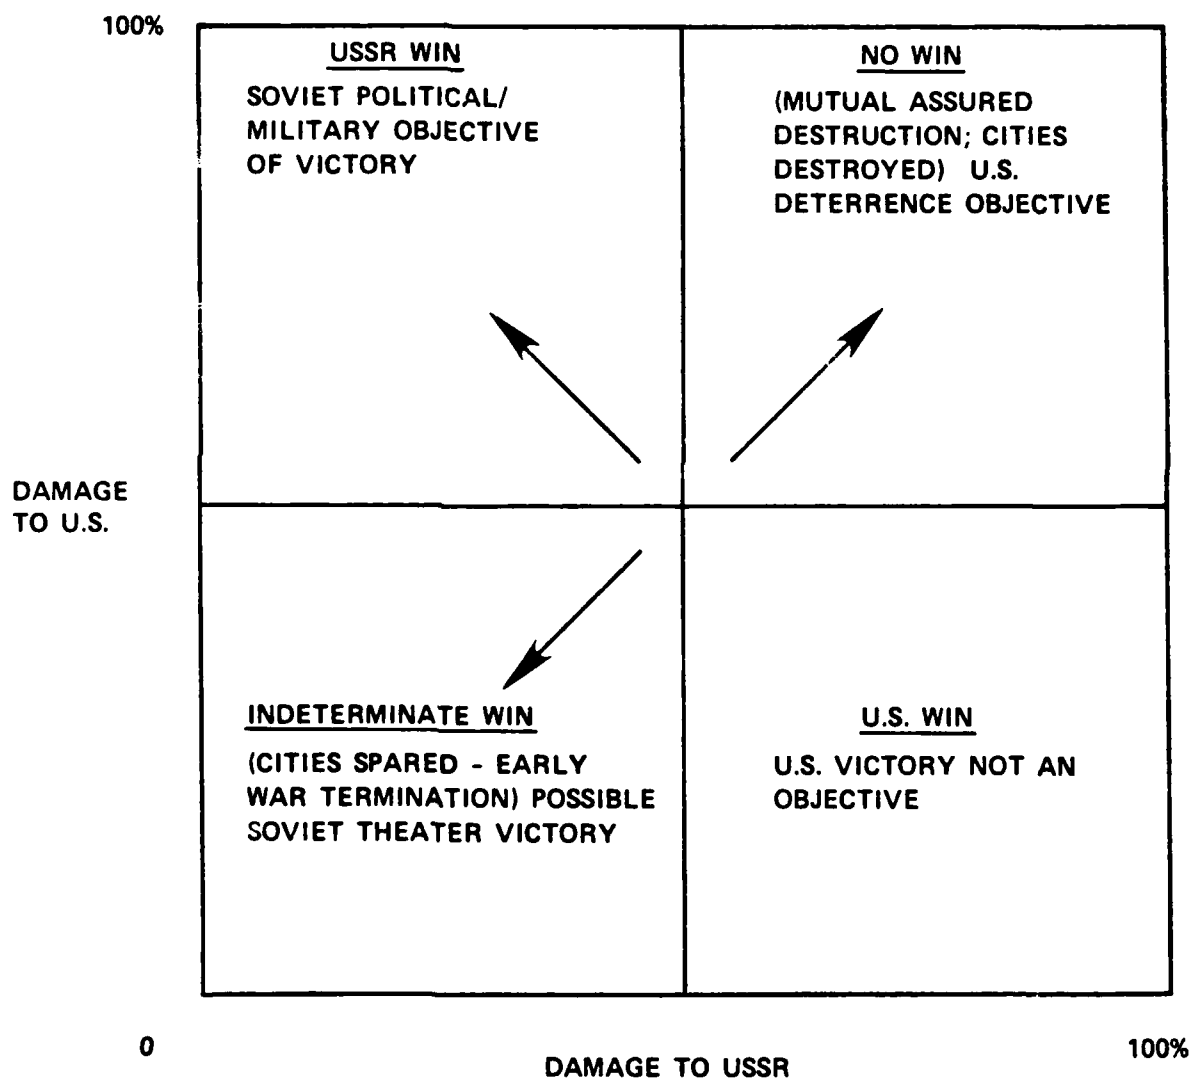 100%
USSR WIN
SOVIET POLITICAL/
MILITARY OBJECTIVE
OF VICTORY
NO WIN
(MUTUAL ASSURED
DESTRUCTION; CITIES
DESTROYED) U.S.
DETERRENCE OBJECTIVE
DAMAGE
TO U.S.
INDETERMINATE WIN
(CITIES SPARED - EARLY
WAR TERMINATION) POSSIBLE
SOVIET THEATER VICTORY
U.S. WIN
U.S. VICTORY NOT AN
OBJECTIVE
0
DAMAGE TO USSR
100%